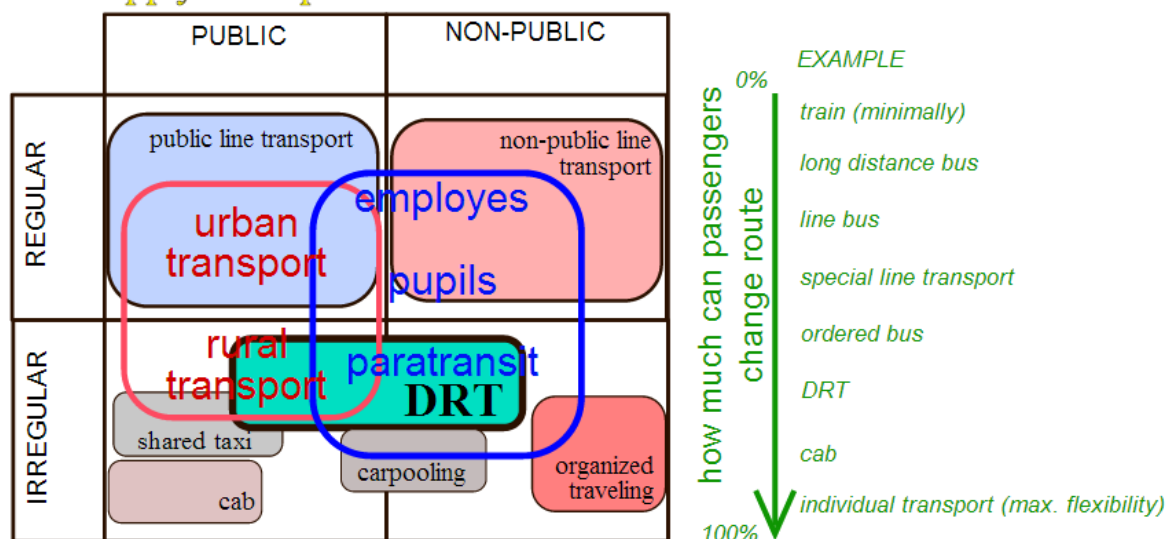 PUBLIC
NON-PUBLIC
REGULAR
IRREGULAR
public line transport
non-public line
transport
urban
transport
employes
pupils
rural
transport
paratransit
DRT
shared taxi
cab
carpooling
organized
traveling
how much can passengers
change route
0%
100%
EXAMPLE
train (minimally)
long distance bus
line bus
special line transport
ordered bus
DRT
cab
individual transport (max. flexibility)